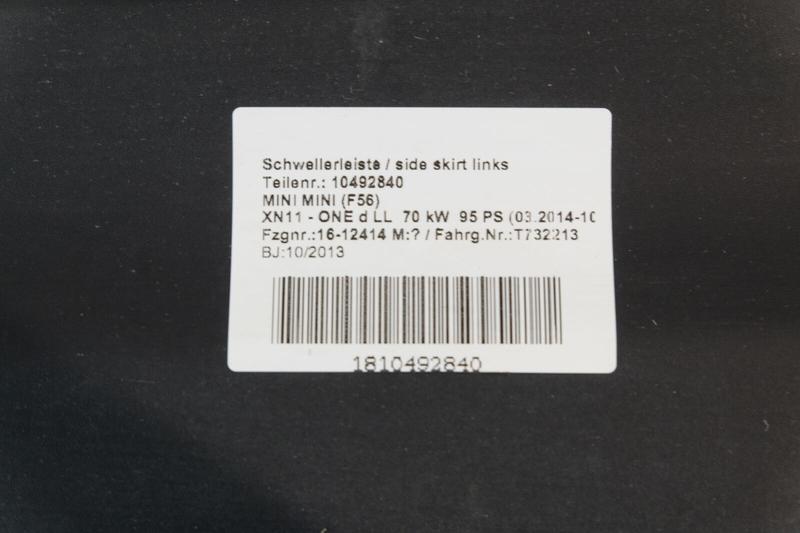 Schwellerleiste / side skirt links
Teilenr.: 10492840
MINI MINI (F56)
XN11 - ONE d LL 70 kW 95 PS (03.2014-10
Fzgnr.:16-12414 M:? / Fahrg.Nr.:T732213
BJ:10/2013
1810492840